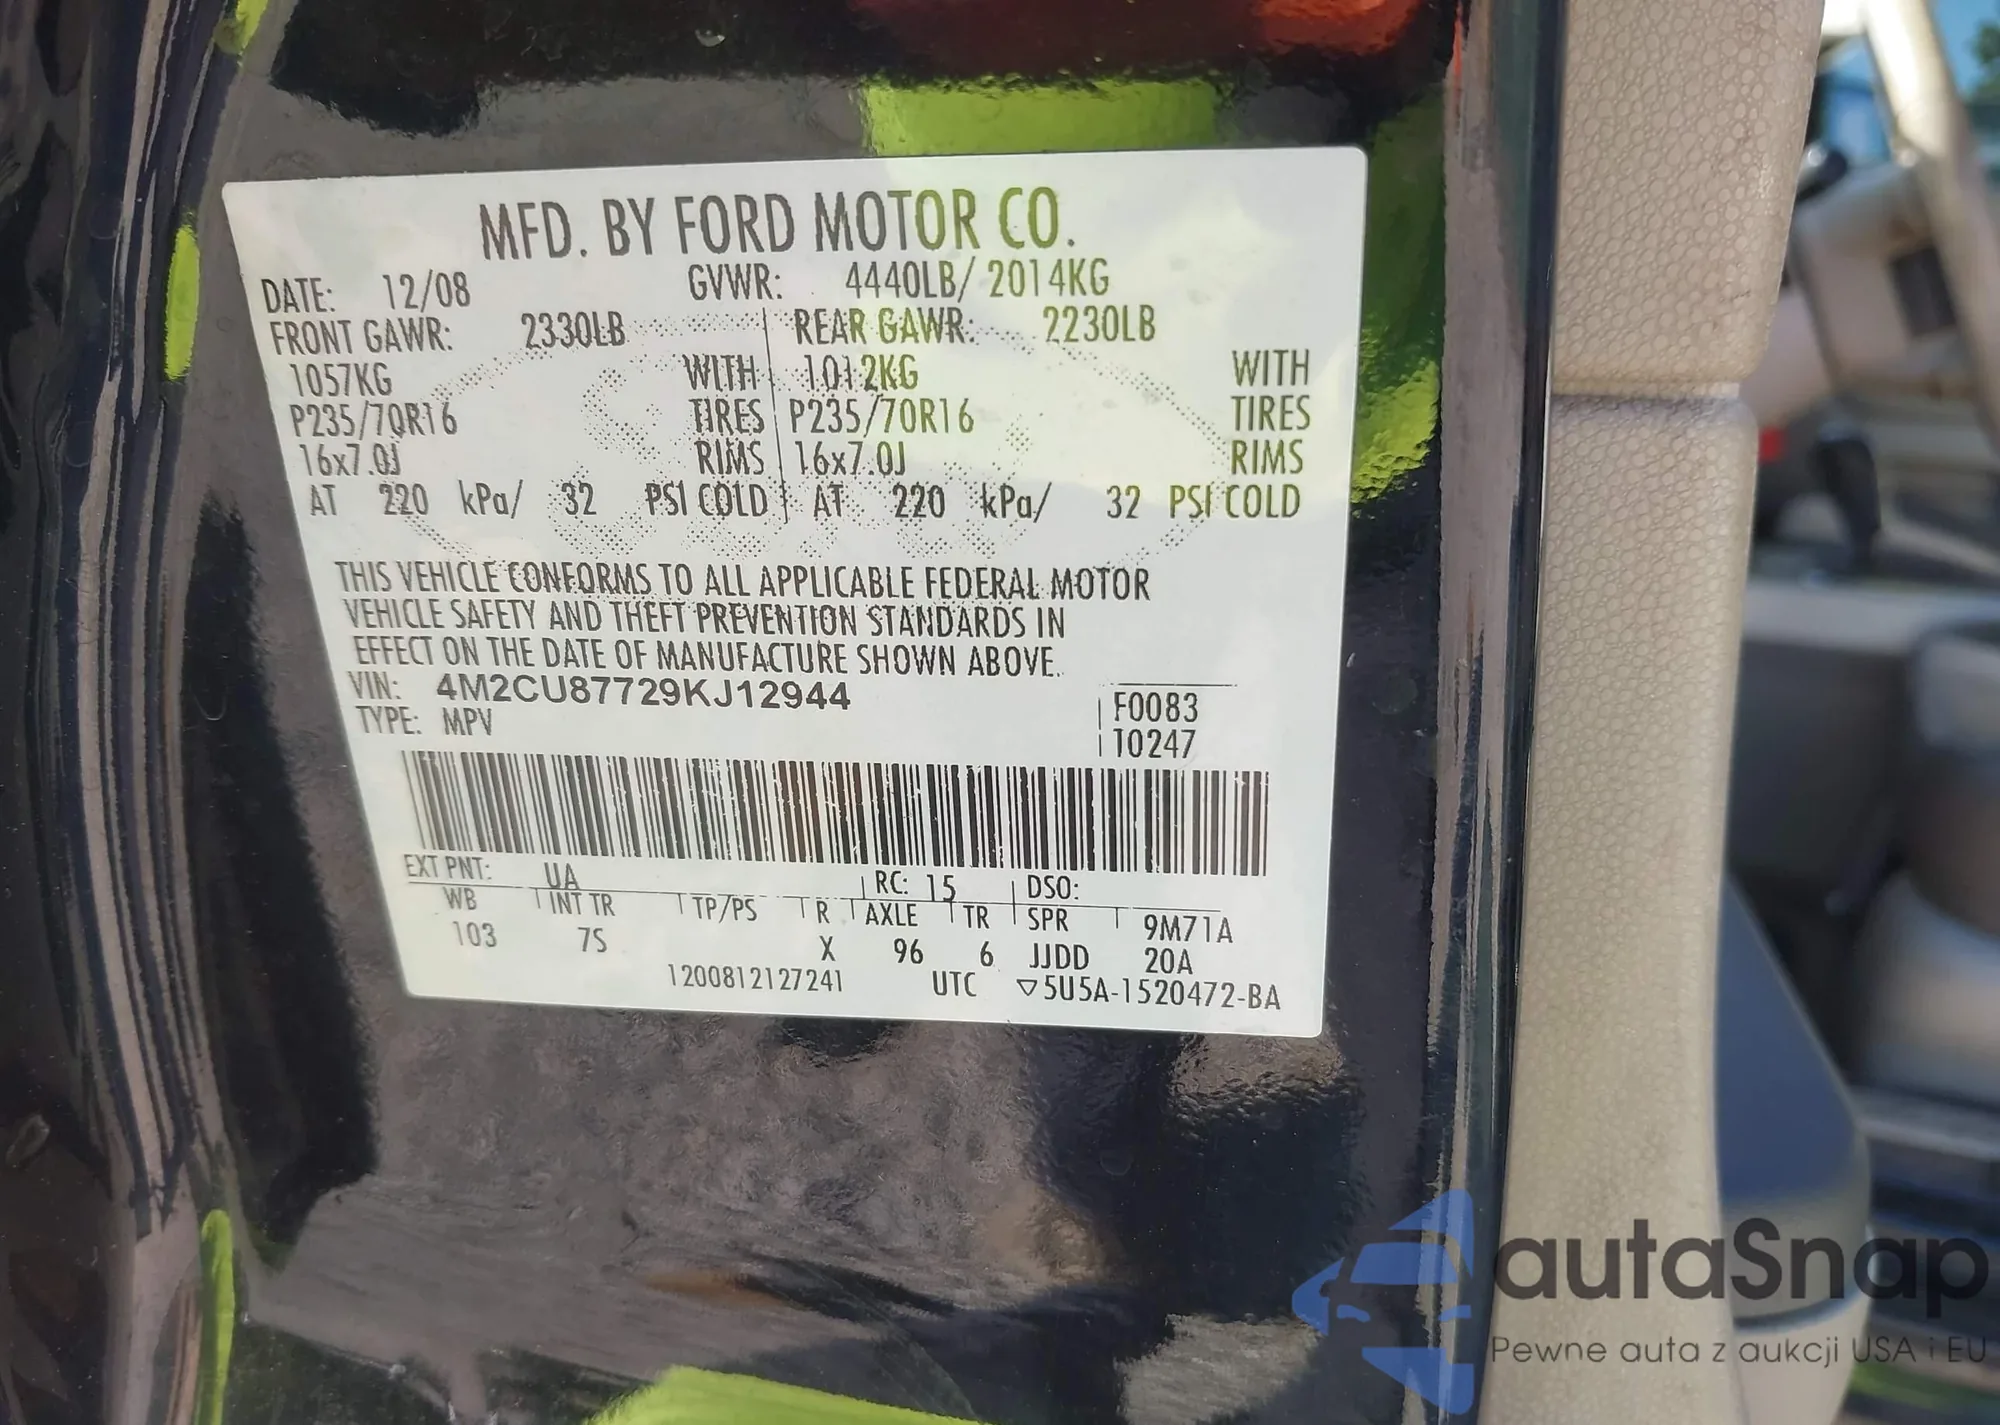 MFD. BY FORD MOTOR CO.
DATE: 12/08 GVWR: 4440LB/ 2014KG
FRONT GAWR: 2330LB REAR GAWR: 2230LB
1057KG WITH 1012KG WITH
P235/70R16 TIRES P235/70R16 TIRES
16x7.0J RIMS 16x7.0J RIMS
AT 220 kPa/ 32 PSI COLD AT 220 kPa/ 32 PSI COLD
THIS VEHICLE CONFORMS TO ALL APPLICABLE FEDERAL MOTOR
VEHICLE SAFETY AND THEFT PREVENTION STANDARDS IN
EFFECT ON THE DATE OF MANUFACTURE SHOWN ABOVE.
VIN: 4M2CU87729KJ12944 F0083
TYPE: MPV 10247
EXT PNT: UA RC: 15 DSO:
WB INT TR TP/PS R AXLE TR SPR 9M71A
103 7S X 96 6 JJDD 20A
1200812127241 UTC ▽5U5A-1520472-BA
autaSnap
Pewne auta z aukcji USA i EU